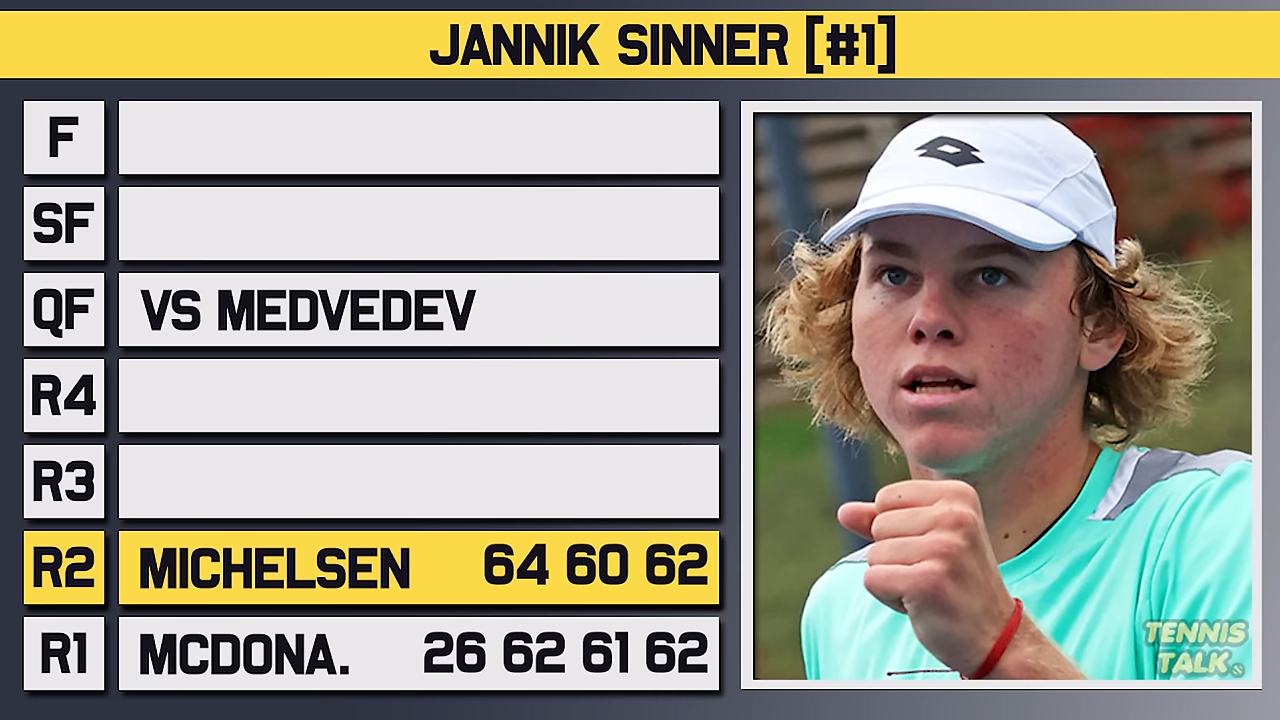 JANNIK SINNER [#1]
F
SF
QF VS MEDVEDEV
R4
R3
R2 MICHELSEN 64 60 62
R1 MCDONA. 26 62 61 62
TENNIS
TALK